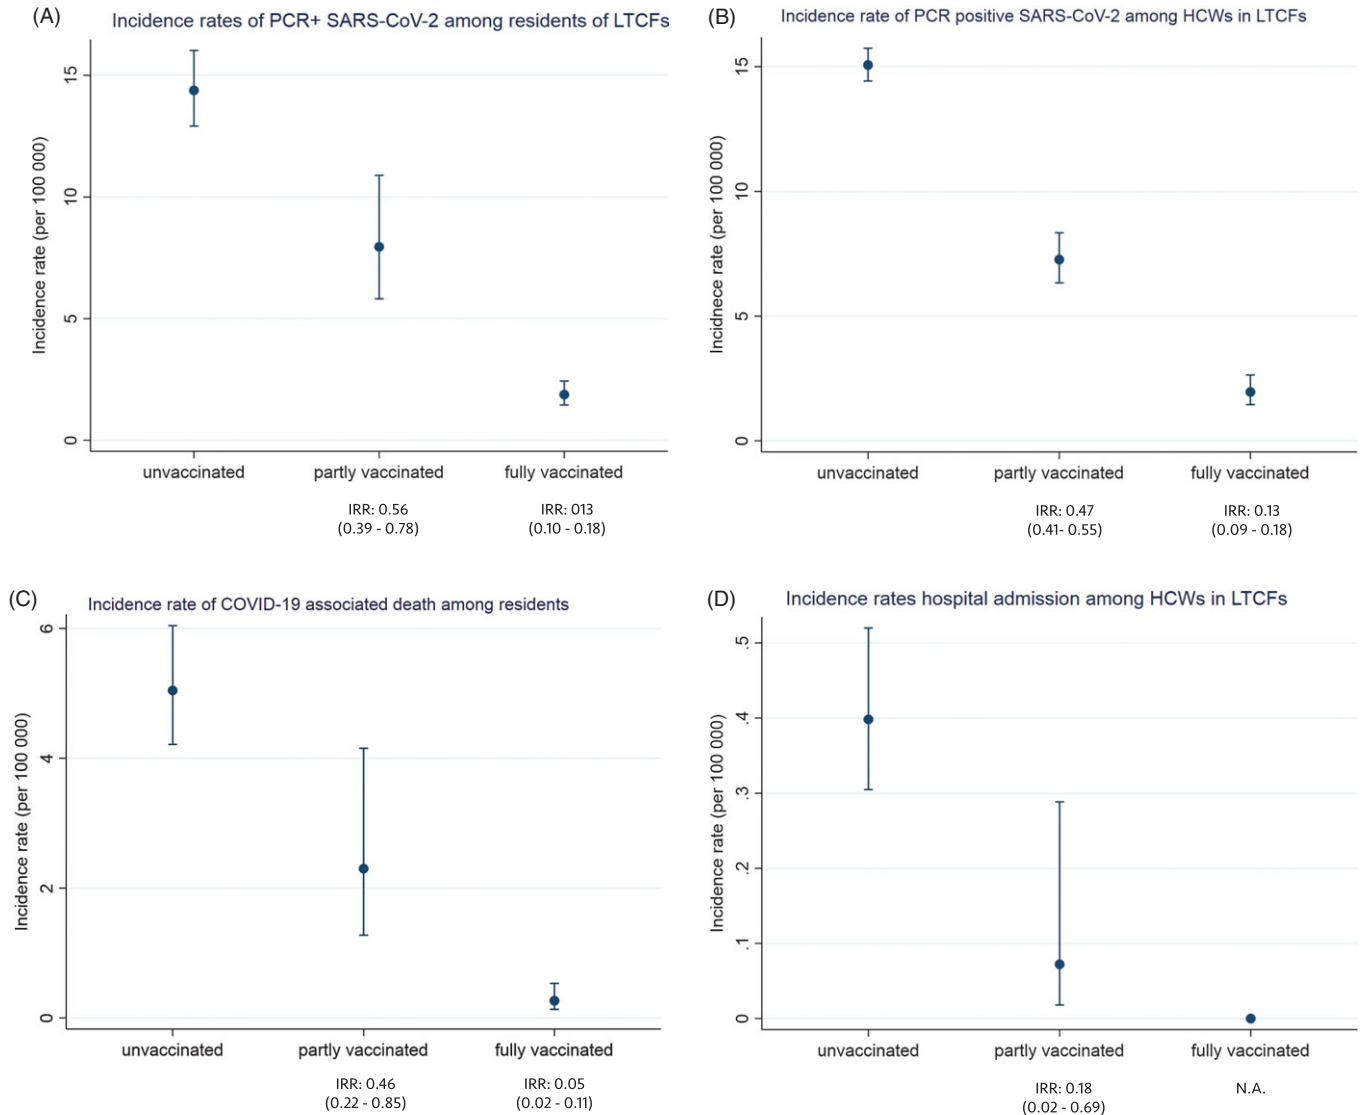 (A)
Incidence rates of PCR+ SARS-CoV-2 among residents of LTCFs
Incidence rate (per 100 000)
15
10
5
0
unvaccinated
partly vaccinated
fully vaccinated
IRR: 0.56
(0.39 - 0.78)
IRR: 013
(0.10 - 0.18)
(B)
Incidence rate of PCR positive SARS-CoV-2 among HCWs in LTCFs
Incidnece rate (per 100 000)
15
10
5
0
unvaccinated
partly vaccinated
fully vaccinated
IRR: 0.47
(0.41- 0.55)
IRR: 0.13
(0.09 - 0.18)
(C)
Incidence rate of COVID-19 associated death among residents
Incidence rate (per 100 000)
6
4
2
0
unvaccinated
partly vaccinated
fully vaccinated
IRR: 0.46
(0.22 - 0.85)
IRR: 0.05
(0.02 - 0.11)
(D)
Incidence rates hospital admission among HCWs in LTCFs
Incidence rate (per 100 000)
.5
.4
.3
.2
.1
0
unvaccinated
partly vaccinated
fully vaccinated
IRR: 0.18
(0.02 - 0.69)
N.A.